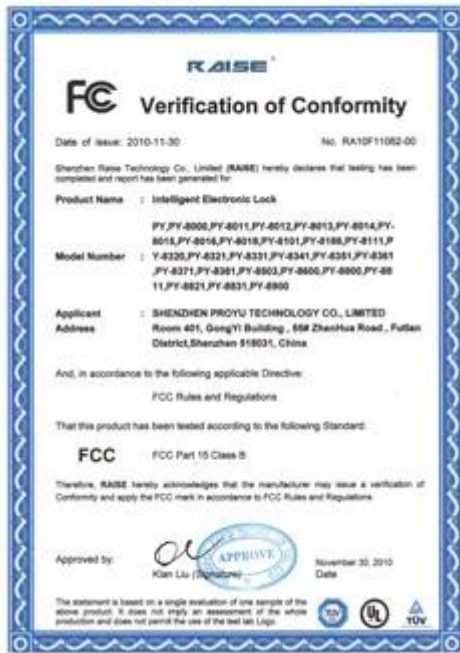 RAISE
FC Verification of Conformity
Date of issue: 2010-11-30 No. RA10F11062-00
Shenzhen Raise Technology Co., Limited (RAISE) hereby declares that testing has been
completed and report has been generated for
Product Name : Intelligent Electronic Lock
PY,PY-8000,PY-8011,PY-8012,PY-8013,PY-8014,PY-
8015,PY-8016,PY-8018,PY-8101,PY-8188,PY-8111,P
Model Number : Y-8320,PY-8321,PY-8331,PY-8341,PY-8351,PY-8361
,PY-8371,PY-8381,PY-8503,PY-8600,PY-8800,PY-88
11,PY-8821,PY-8831,PY-8900
Applicant : SHENZHEN PROYU TECHNOLOGY CO., LIMITED
Address Room 401, GongYi Building , 55# ZhenHua Road , Futian
District,Shenzhen 518031, China
And, in accordance to the following applicable Directive:
FCC Rules and Regulations
That this product has been tested according to the following Standard:
FCC FCC Part 15 Class B
Therefore, RAISE hereby acknowledges that the manufacturer may issue a verification of
Conformity and apply the FCC mark in accordance to FCC Rules and Regulations
Approved by: APPROVE November 30, 2010
Kian Liu (Signature) Date
The statement is based on a single evaluation of one sample of the
above product. It does not imply an assessment of the whole
production and does not permit the use of the test lab Logo.
TÜV UL TÜV